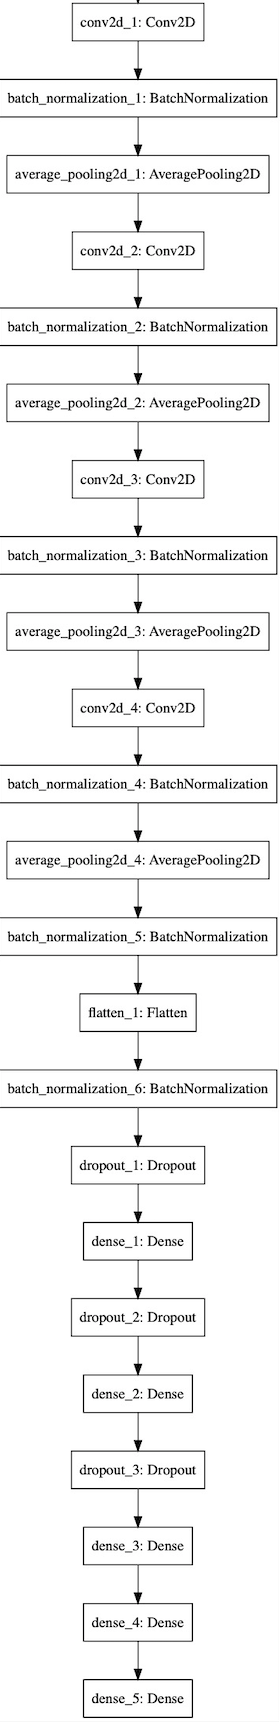 conv2d_1: Conv2D
batch_normalization_1: BatchNormalization
average_pooling2d_1: AveragePooling2D
conv2d_2: Conv2D
batch_normalization_2: BatchNormalization
average_pooling2d_2: AveragePooling2D
conv2d_3: Conv2D
batch_normalization_3: BatchNormalization
average_pooling2d_3: AveragePooling2D
conv2d_4: Conv2D
batch_normalization_4: BatchNormalization
average_pooling2d_4: AveragePooling2D
batch_normalization_5: BatchNormalization
flatten_1: Flatten
batch_normalization_6: BatchNormalization
dropout_1: Dropout
dense_1: Dense
dropout_2: Dropout
dense_2: Dense
dropout_3: Dropout
dense_3: Dense
dense_4: Dense
dense_5: Dense